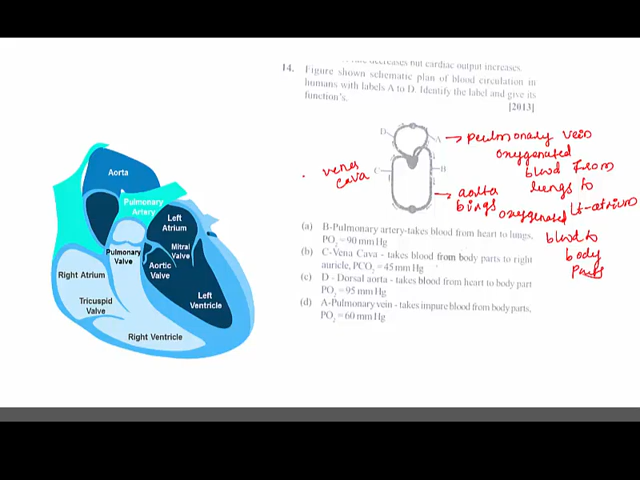 heart rate decreases but cardiac output increases.
14.
Figure shown schematic plan of blood circulation in
humans with labels A to D. Identify the label and give its
function's.
[2013]
D
A
C
B
→ pulmonary vein
oxygenated
blood from
lungs to
lt-atrium
venes
cava
→ aorta
bings
oxygenated
blood to
body
parts
(a) B-Pulmonary artery-takes blood from heart to lungs,
PO2 = 90 mm Hg
(b) C-Vena Cava - takes blood from body parts to right
auricle, PCO2 = 45 mm Hg
(c) D - Dorsal aorta - takes blood from heart to body part
PO2 = 95 mm Hg
(d) A-Pulmonary vein - takes impure blood from body parts,
PO2 = 60 mm Hg
Aorta
Pulmonary
Artery
Left
Atrium
Mitral
Valve
Pulmonary
Valve
Aortic
Valve
Right Atrium
Left
Ventricle
Tricuspid
Valve
Right Ventricle